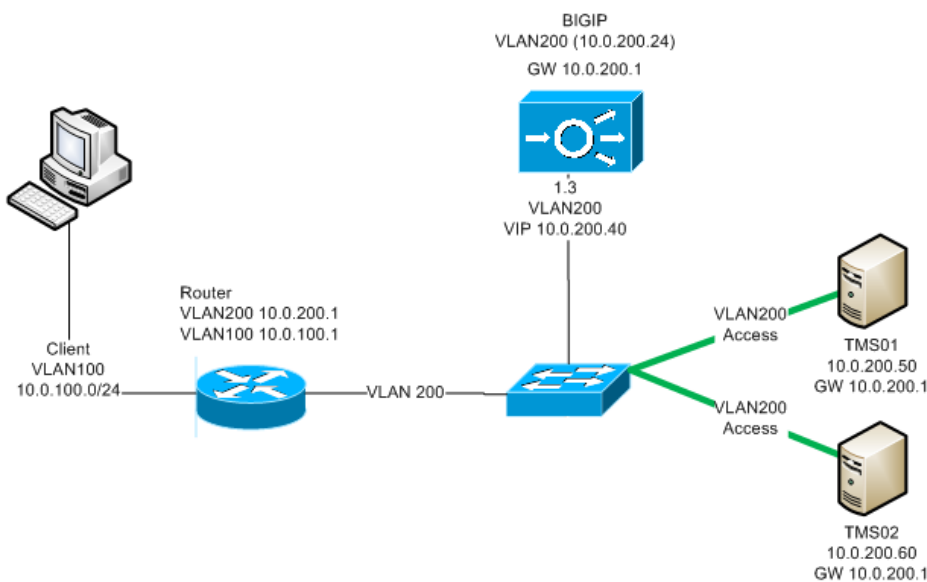 BIGIP
VLAN200 (10.0.200.24)
GW 10.0.200.1
1.3
VLAN200
VIP 10.0.200.40
Router
VLAN200 10.0.200.1
VLAN100 10.0.100.1
Client
VLAN100
10.0.100.0/24
VLAN 200
VLAN200
Access
TMS01
10.0.200.50
GW 10.0.200.1
VLAN200
Access
TMS02
10.0.200.60
GW 10.0.200.1